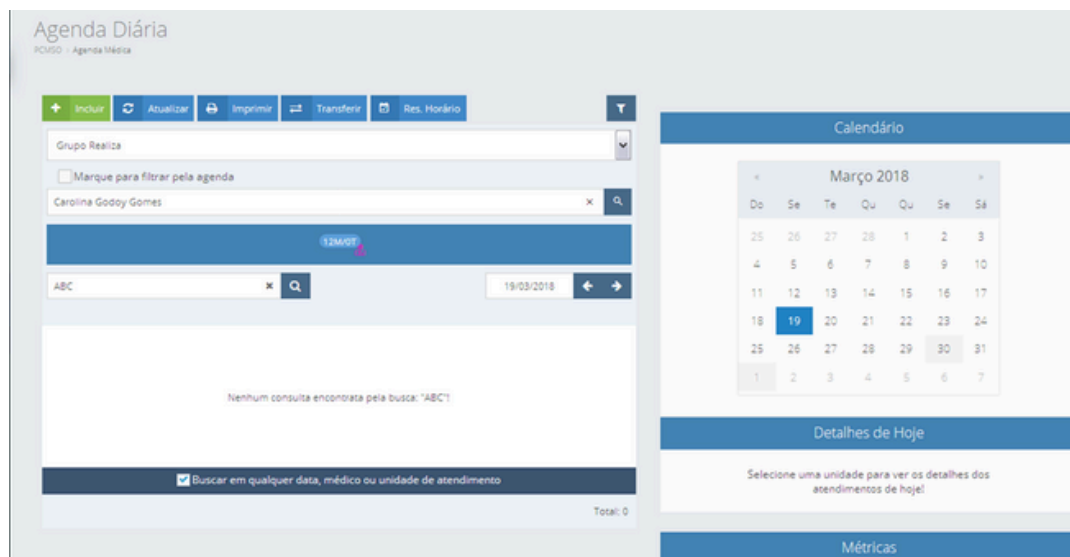 Agenda Diária
PCMSO > Agenda Médica
Incluir Atualizar Imprimir Transferir Res. Horário
Grupo Realiza
Marque para filtrar pela agenda
Carolina Godoy Gomes
12M/0T
ABC
19/03/2018
Nenhum consulta encontrata pela busca: "ABC"!
Buscar em qualquer data, médico ou unidade de atendimento
Total: 0
Calendário
« Março 2018 »
Do Se Te Qu Qu Se Sá
25 26 27 28 1 2 3
4 5 6 7 8 9 10
11 12 13 14 15 16 17
18 19 20 21 22 23 24
25 26 27 28 29 30 31
1 2 3 4 5 6 7
Detalhes de Hoje
Selecione uma unidade para ver os detalhes dos
atendimentos de hoje!
Métricas